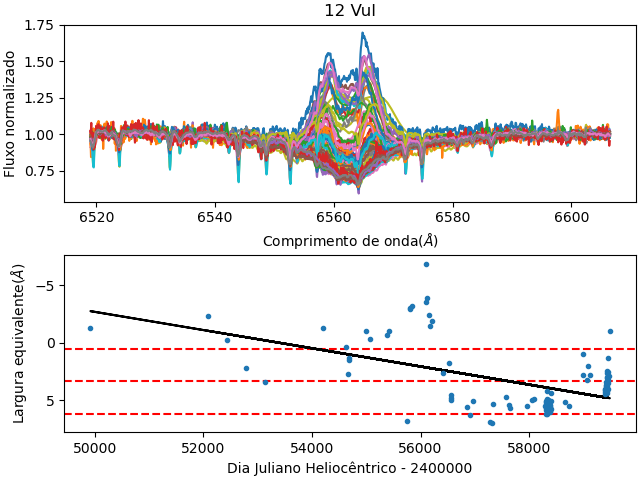 12 Vul
Fluxo normalizado
1.75
1.50
1.25
1.00
0.75
6520 6540 6560 6580 6600
Comprimento de onda(Å)
Largura equivalente(Å)
−5
0
5
50000 52000 54000 56000 58000
Dia Juliano Heliocêntrico - 2400000